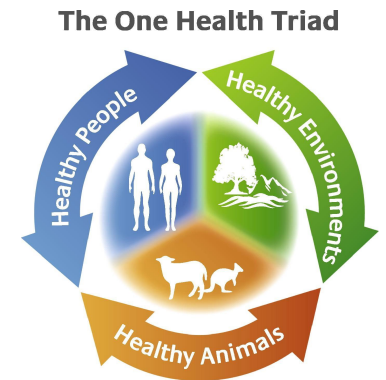 The One Health Triad
Healthy People
Healthy Environments
Healthy Animals